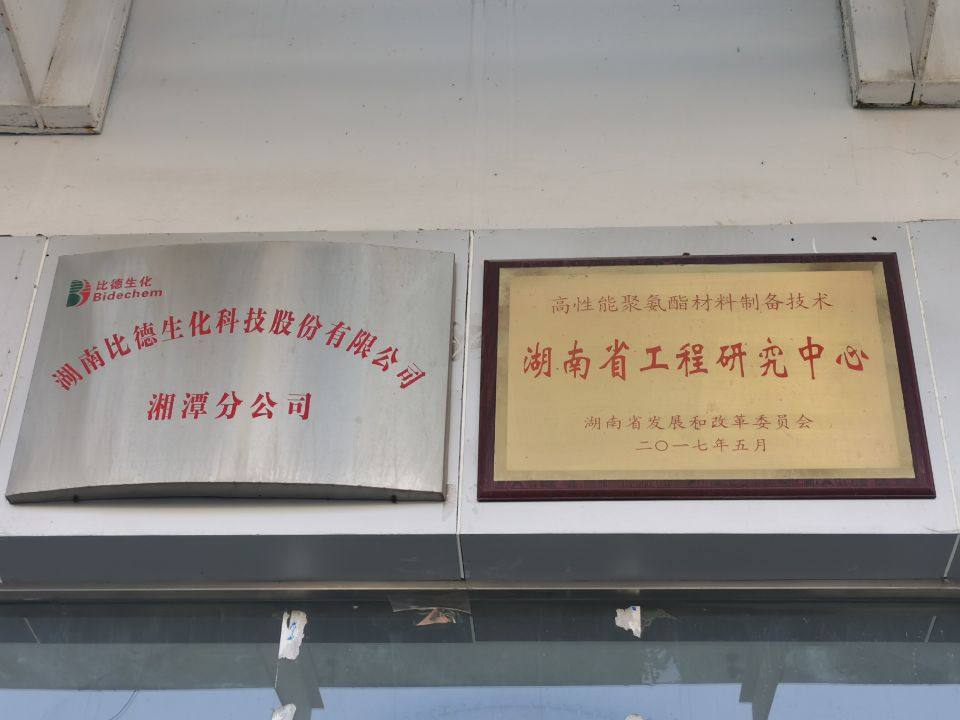 比德生化
Bidechem
湖南比德生化科技股份有限公司
湘潭分公司
高性能聚氨酯材料制备技术
湖南省工程研究中心
湖南省发展和改革委员会
二〇一七年五月